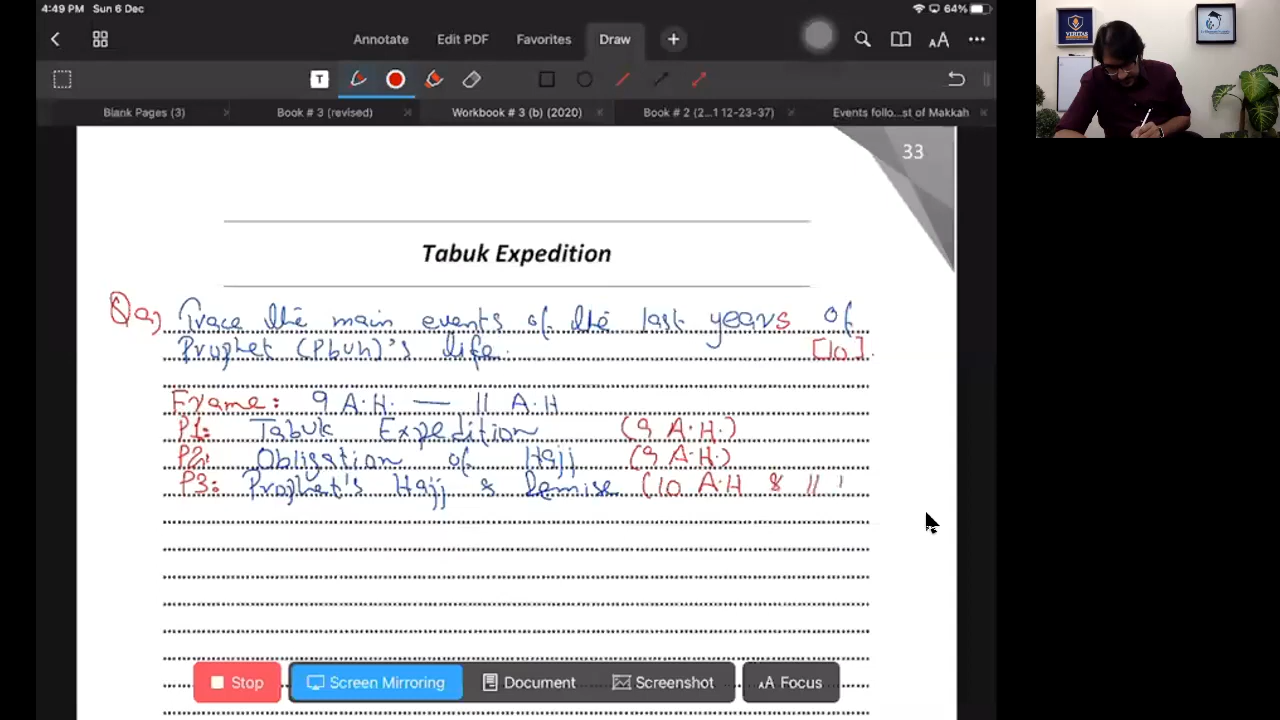 4:49 PM Sun 6 Dec
64%
Annotate Edit PDF Favorites Draw
Blank Pages (3) Book # 3 (revised) Workbook # 3 (b) (2020) Book # 2 (2...1 12-23-37) Events follo...st of Makkah
33
VERITAS
Tabuk Expedition
Qa) Trace the main events of the last years of
Prophet (Pbuh)'s life. [10]
Frame: 9 A.H. — 11 A.H
P1: Tabuk Expedition (9 A.H.)
P2: Obligation of Hajj (9 A.H.)
P3: Prophet's Hajj & Demise (10 A.H & 11
Stop Screen Mirroring Document Screenshot Focus